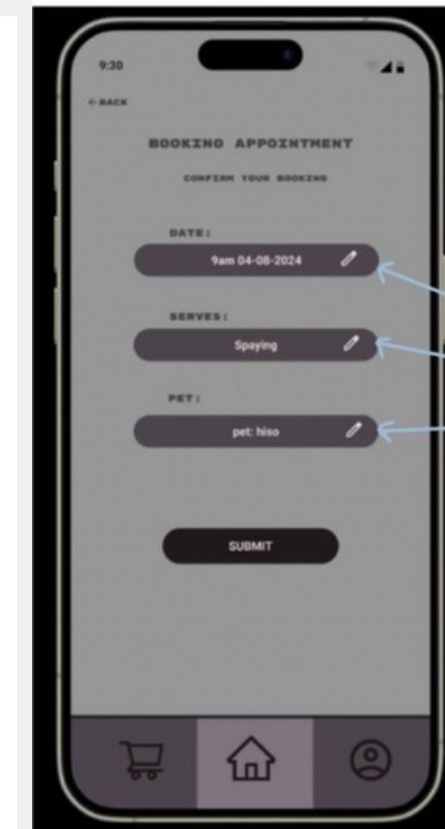 9:30
←BACK
BOOKING APPOINTMENT
CONFIRM YOUR BOOKING
DATE:
9am 04-08-2024
SERVES:
Spaying
PET:
pet: hiso
SUBMIT